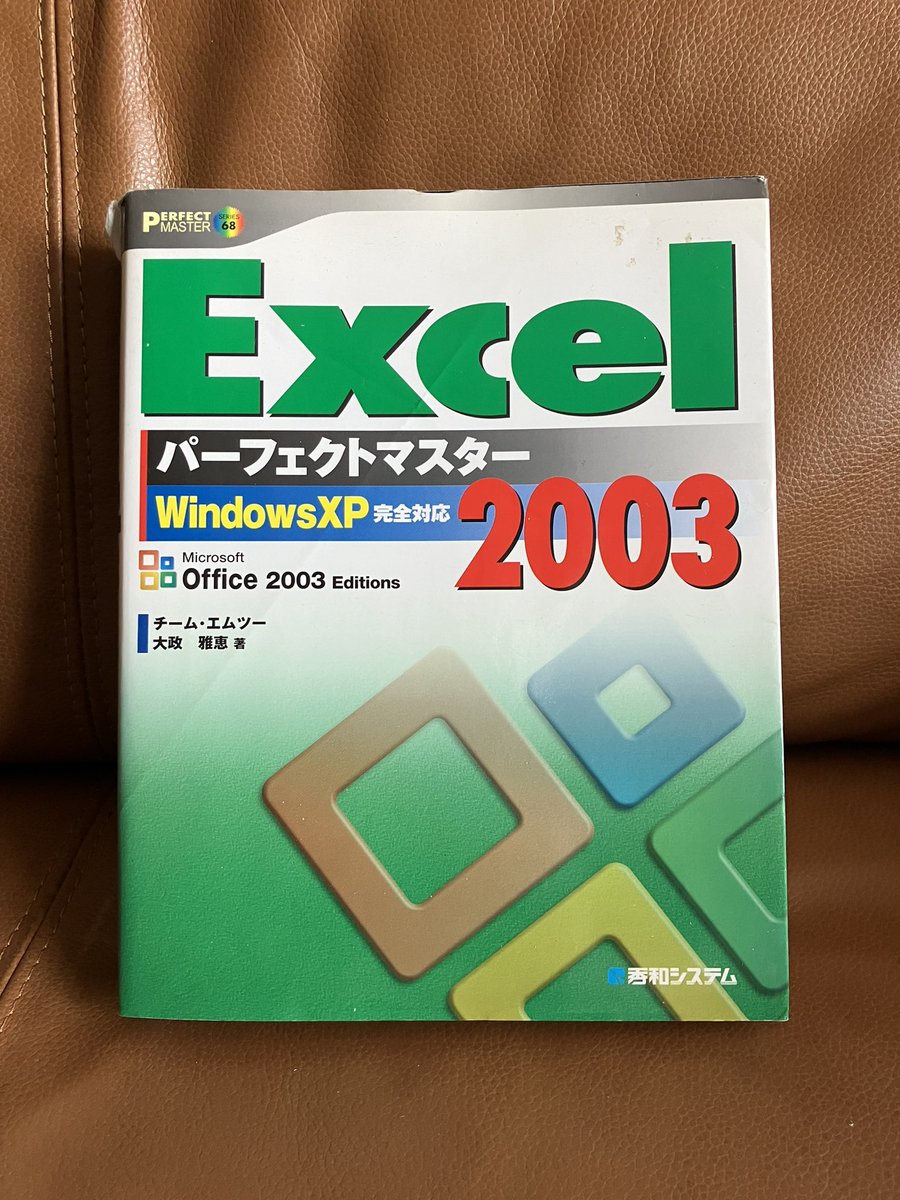 PERFECT
MASTER
SERIES
68
Excel
パーフェクトマスター
WindowsXP 完全対応
2003
Microsoft
Office 2003 Editions
チーム・エムツー
大政 雅恵 著
秀和システム